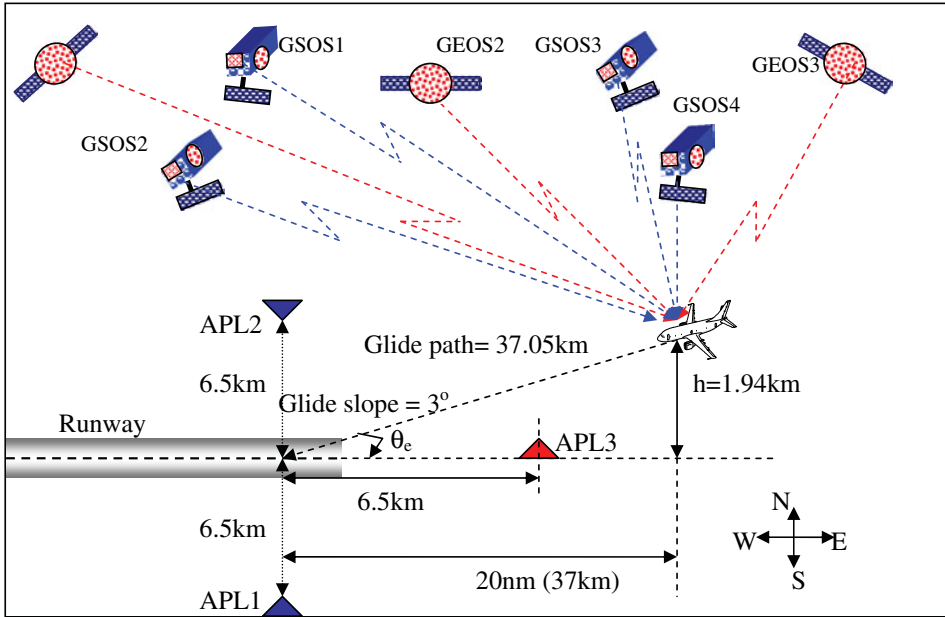 GSOS1
GEOS2
GSOS3
GEOS3
GSOS4
GSOS2
APL2
Glide path= 37.05km
6.5km
h=1.94km
Glide slope = 3°
Runway
θe
APL3
6.5km
6.5km
N
W E
S
20nm (37km)
APL1